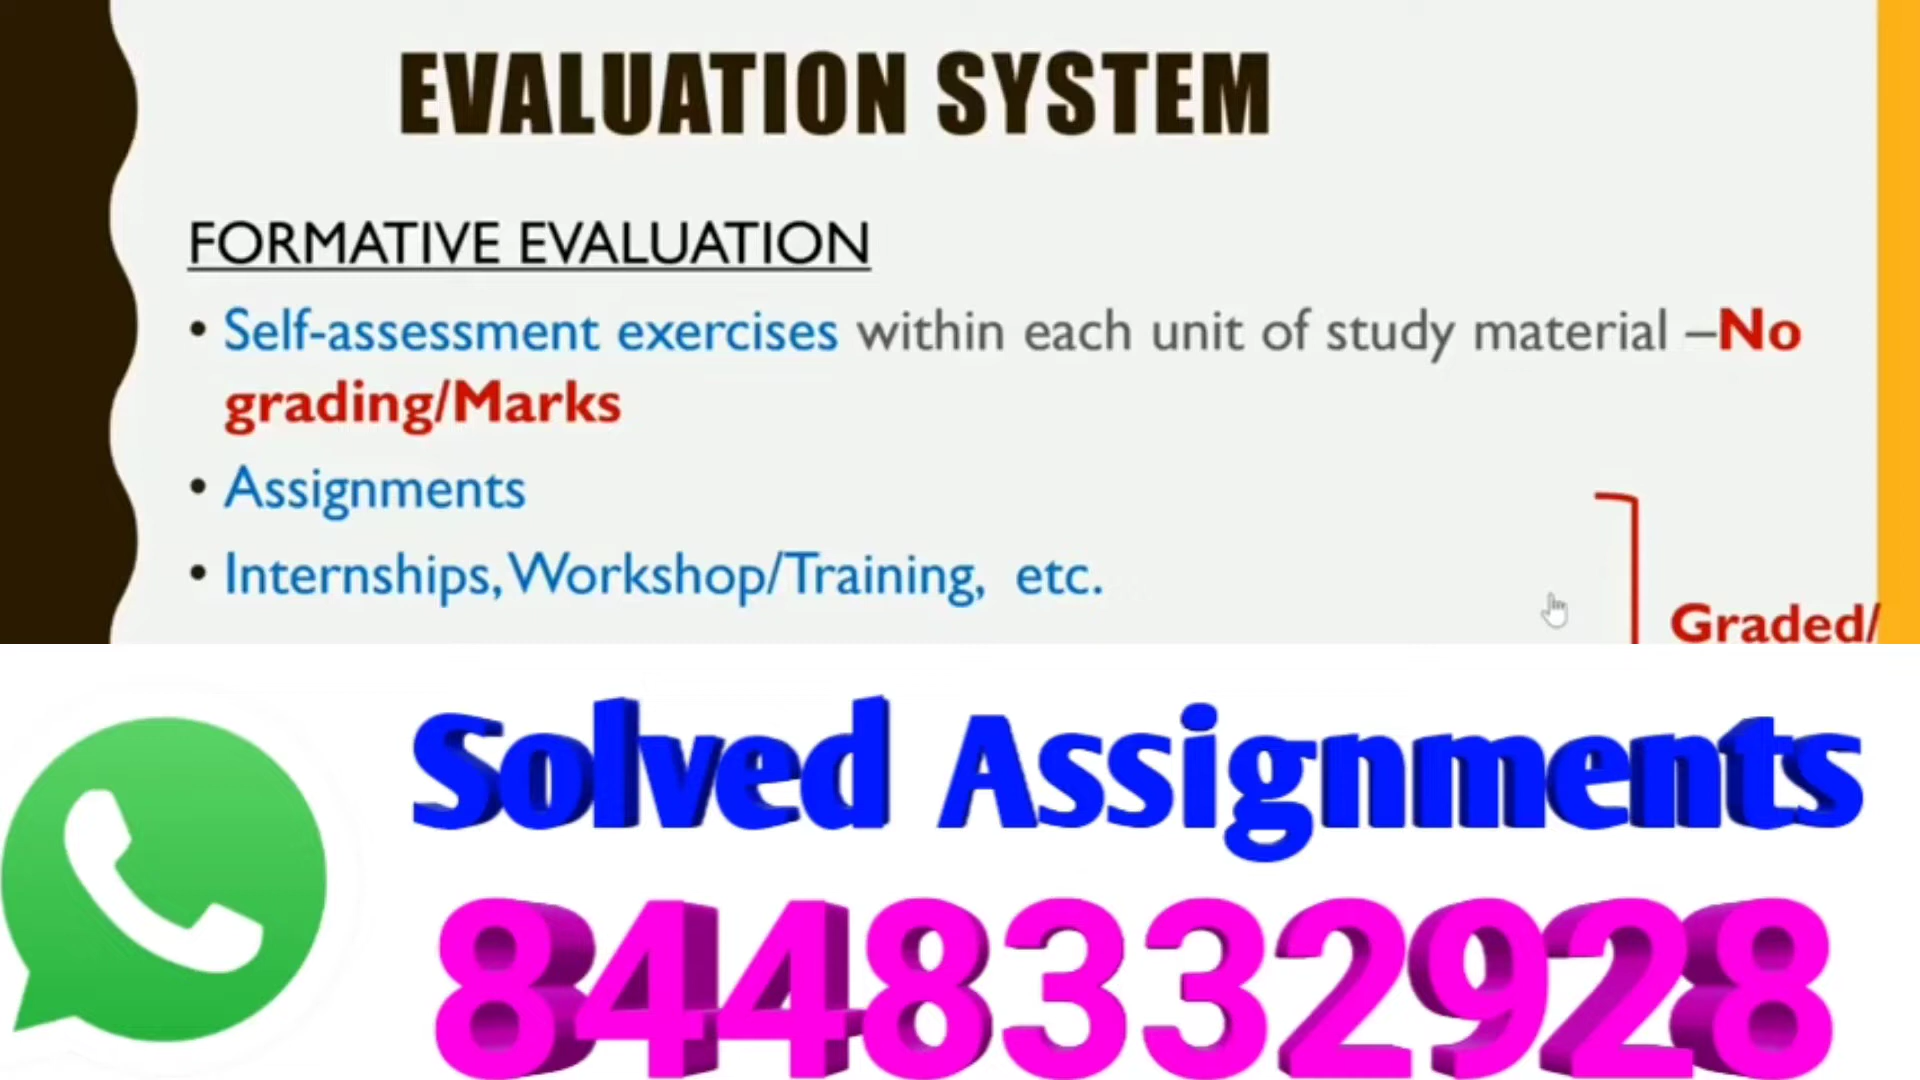 EVALUATION SYSTEM
FORMATIVE EVALUATION
• Self-assessment exercises within each unit of study material –No
grading/Marks
• Assignments
• Internships, Workshop/Training, etc.
Graded/
Solved Assignments
8448332928